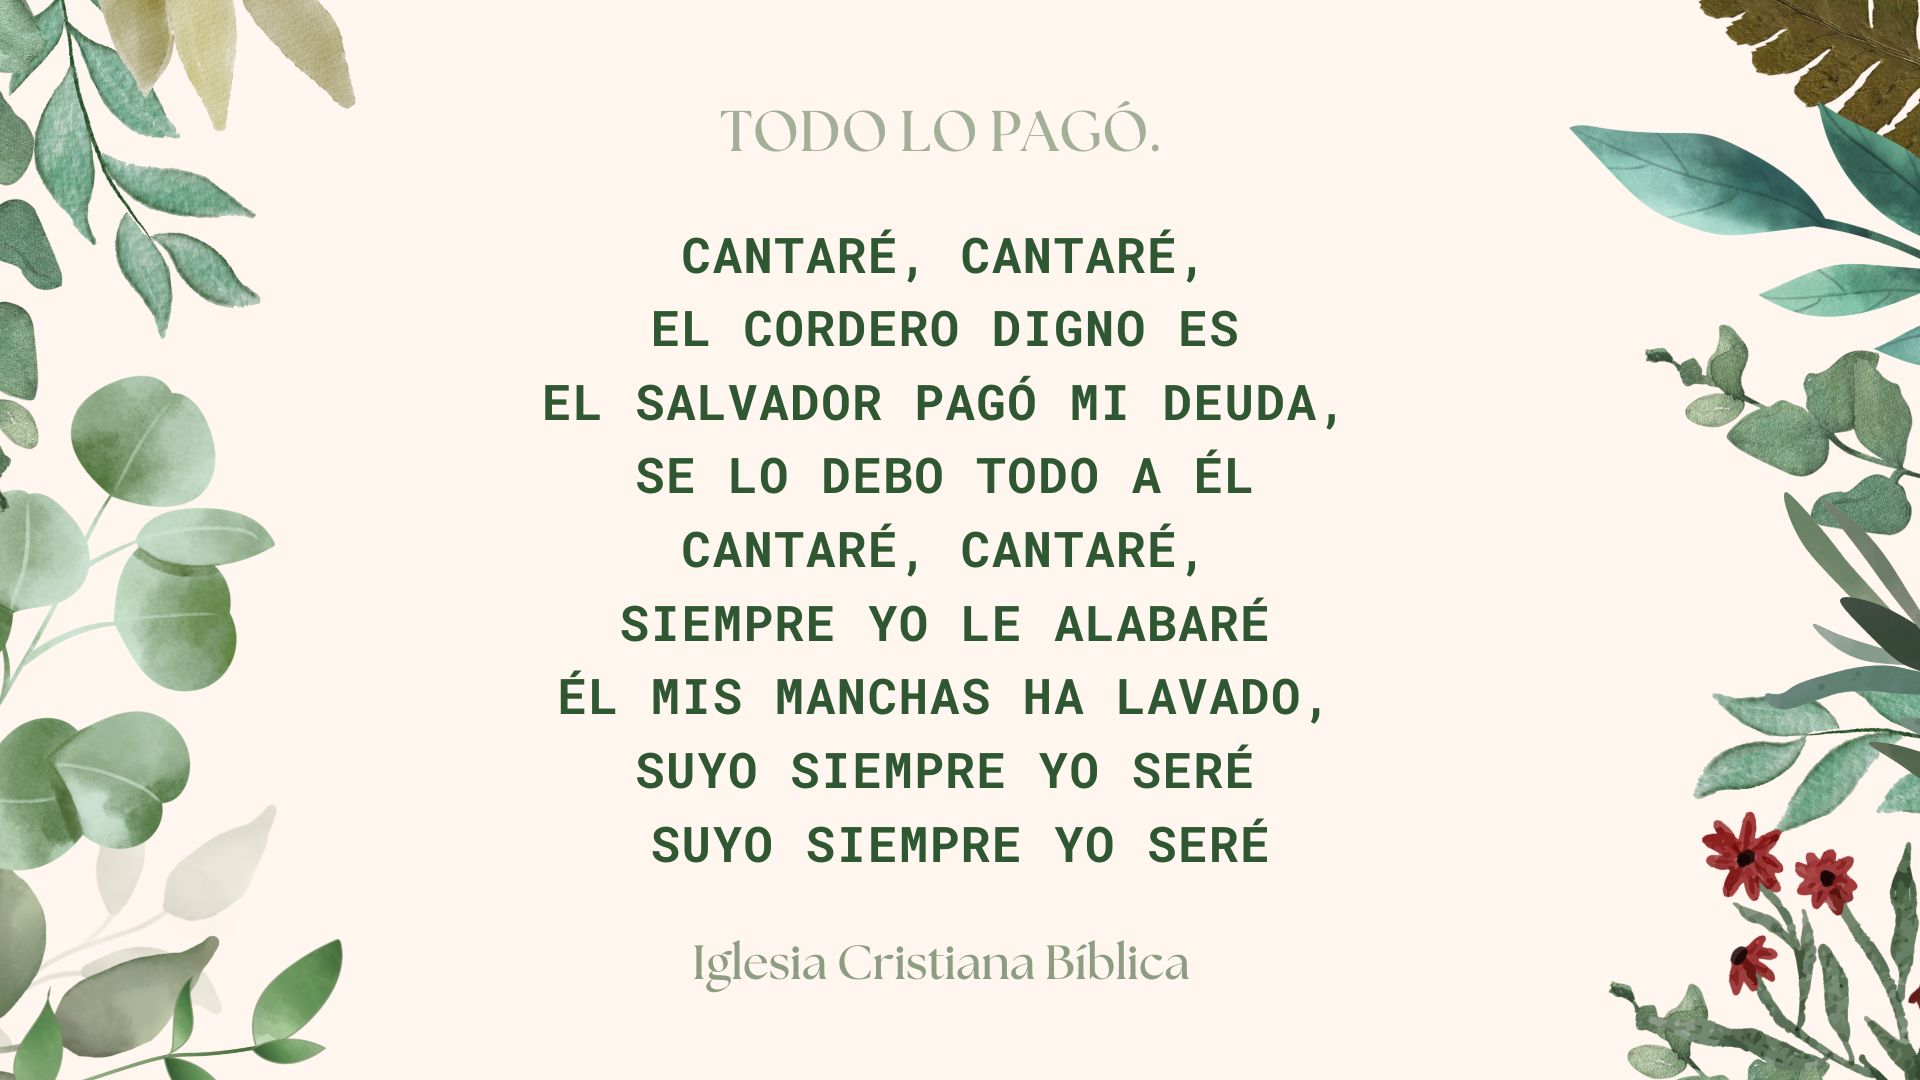 TODO LO PAGÓ.
CANTARÉ, CANTARÉ,
EL CORDERO DIGNO ES
EL SALVADOR PAGÓ MI DEUDA,
SE LO DEBO TODO A ÉL
CANTARÉ, CANTARÉ,
SIEMPRE YO LE ALABARÉ
ÉL MIS MANCHAS HA LAVADO,
SUYO SIEMPRE YO SERÉ
SUYO SIEMPRE YO SERÉ
Iglesia Cristiana Bíblica